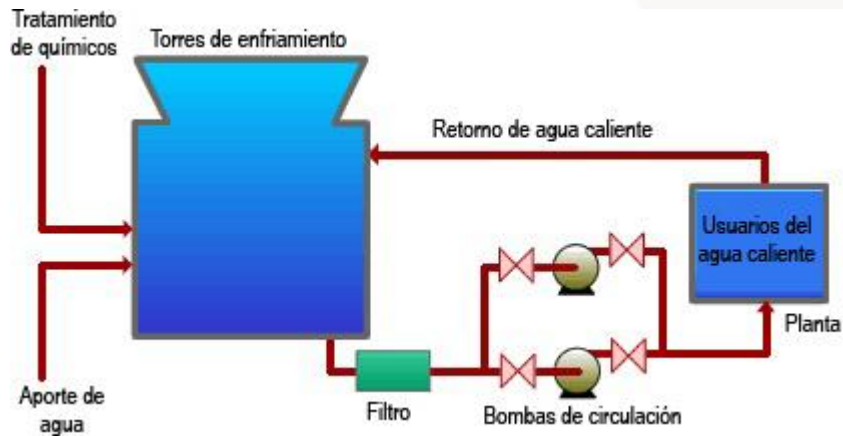 Tratamiento
de químicos
Torres de enfriamiento
Retorno de agua caliente
Usuarios del
agua caliente
Planta
Aporte de
agua
Filtro
Bombas de circulación